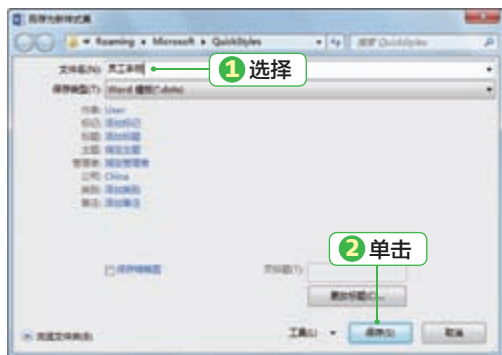 另存为新样式集
Roaming ▸ Microsoft ▸ QuickStyles
搜索 QuickStyles
文件名(N): 员工手册
❶选择
保存类型(T): Word 模板(*.dotx)
作者: User
标记: 添加标记
标题: 添加标题
主题: 指定主题
管理者: 指定管理者
公司: China
类别: 添加类别
备注: 添加备注
❷单击
保存缩略图
页标题(T):
更改标题(C)...
隐藏文件夹(B)
工具(L)
保存(S)
取消